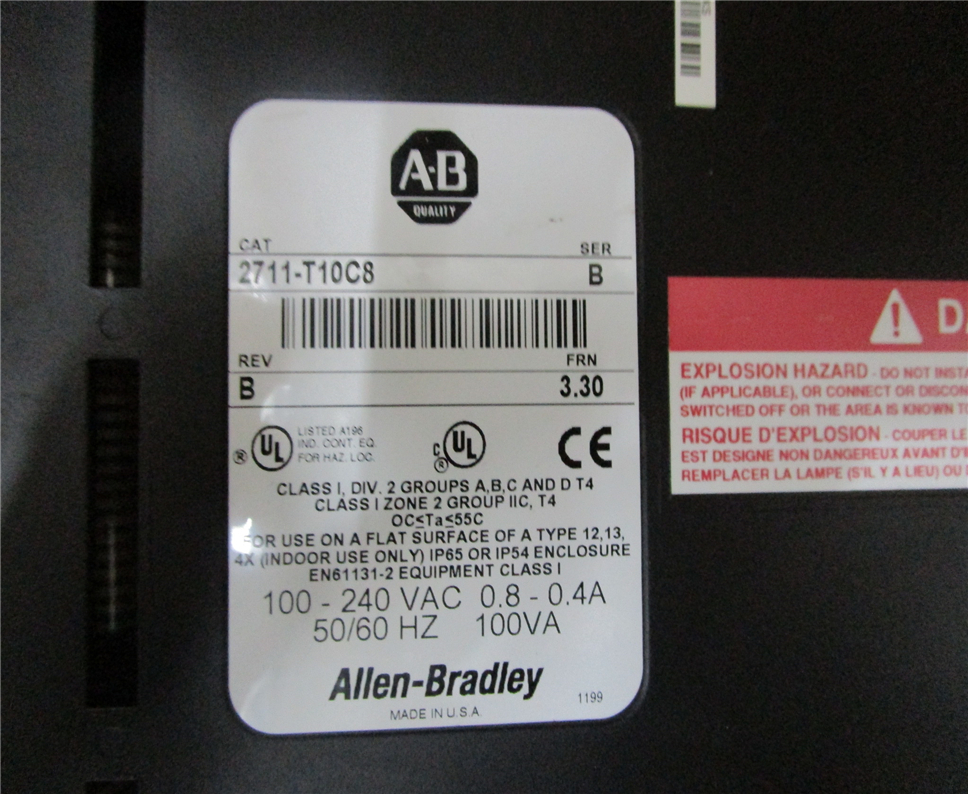 A-B
QUALITY
CAT SER
2711-T10C8 B
REV FRN
B 3.30
UL LISTED A196
IND. CONT. EQ.
FOR HAZ. LOC.
®
C UL ®
CE
CLASS I, DIV. 2 GROUPS A,B,C AND D T4
CLASS I ZONE 2 GROUP IIC, T4
OC≤Ta≤55C
FOR USE ON A FLAT SURFACE OF A TYPE 12,13,
4X (INDOOR USE ONLY) IP65 OR IP54 ENCLOSURE
EN61131-2 EQUIPMENT CLASS I
100 - 240 VAC 0.8 - 0.4A
50/60 HZ 100VA
Allen-Bradley
MADE IN U.S.A. 1199
EXPLOSION HAZARD - DO NOT
(IF APPLICABLE), OR CONNECT OR
SWITCHED OFF OR THE AREA IS KNOWN
RISQUE D'EXPLOSION - COUPER
EST DESIGNE NON DANGEREUX AVANT
REMPLACER LA LAMPE (S'IL Y A LIEU) OU